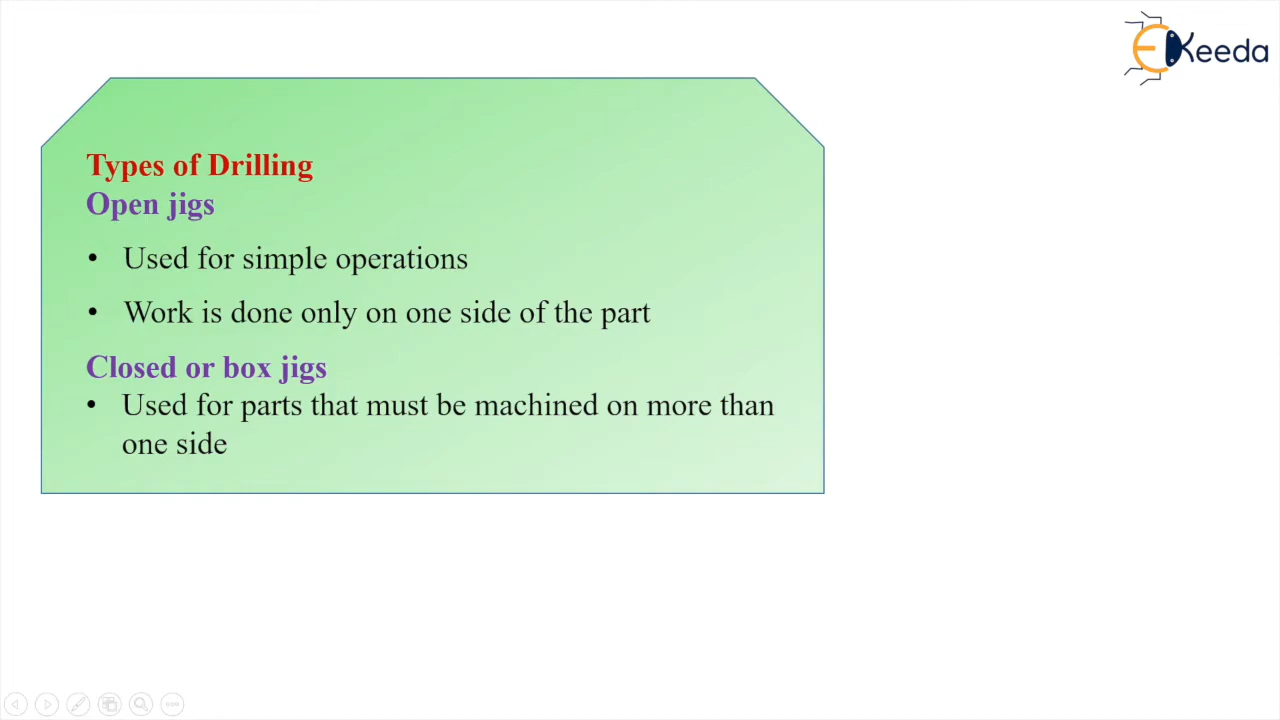 EKeeda
Types of Drilling
Open jigs
• Used for simple operations
• Work is done only on one side of the part
Closed or box jigs
• Used for parts that must be machined on more than
one side